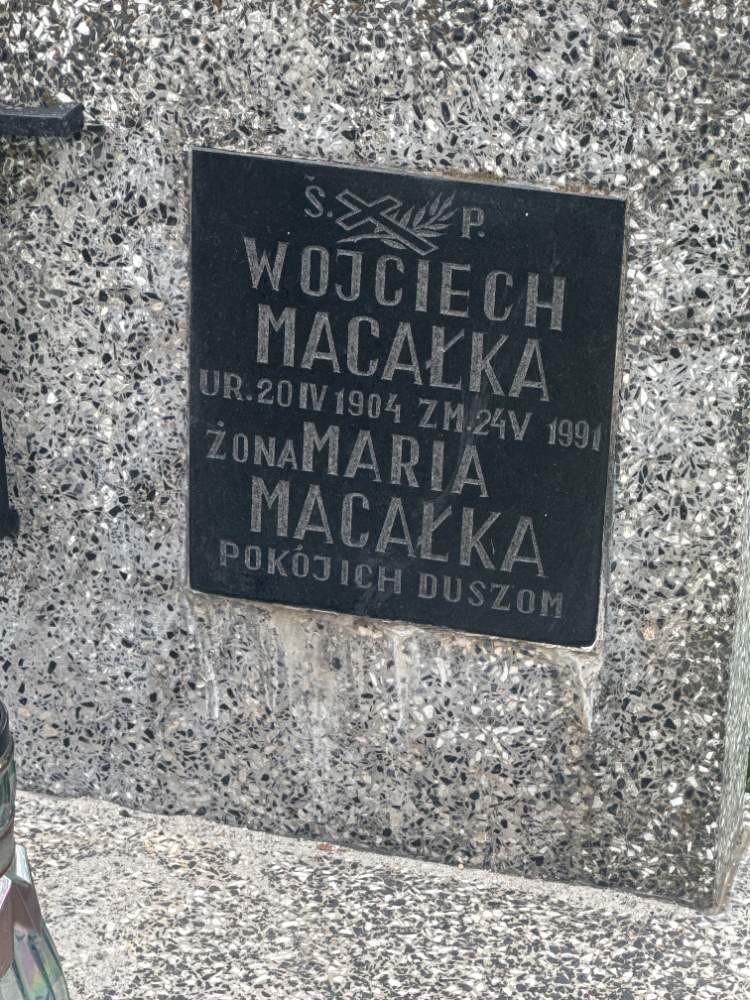 Ś. P.
WOJCIECH
MACAŁKA
UR. 20 IV 1904 ZM. 24 V 1991
ŻONA MARIA
MACAŁKA
POKÓJ ICH DUSZOM